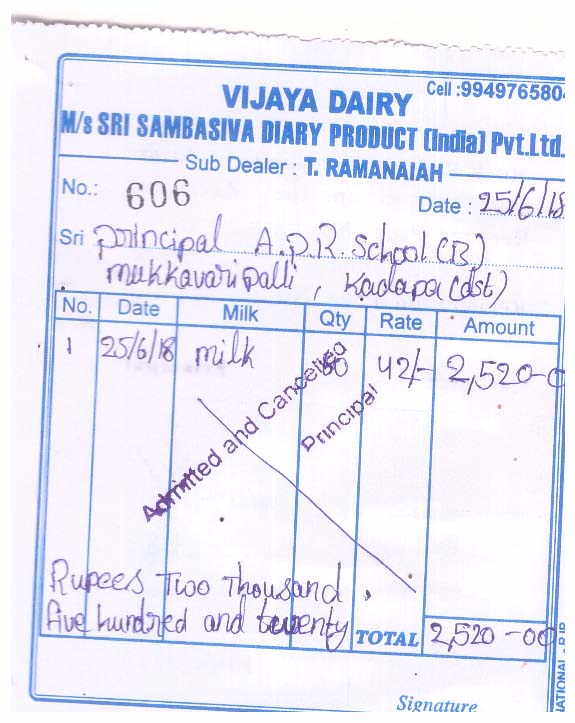 VIJAYA DAIRY
Cell :9949765804
M/s SRI SAMBASIVA DIARY PRODUCT (India) Pvt.Ltd.
Sub Dealer : T. RAMANAIAH
No.: 606
Date : 25/6/18
Sri principal A.P.R. School (B)
mukkavaripalli, Kadapa (dst)
No. Date Milk Qty Rate Amount
1 25/6/18 milk 60 42/- 2,520-0
Admitted and Cancelled
Principal
Rupees Two Thousand
five hundred and twenty TOTAL 2,520-00
Signature